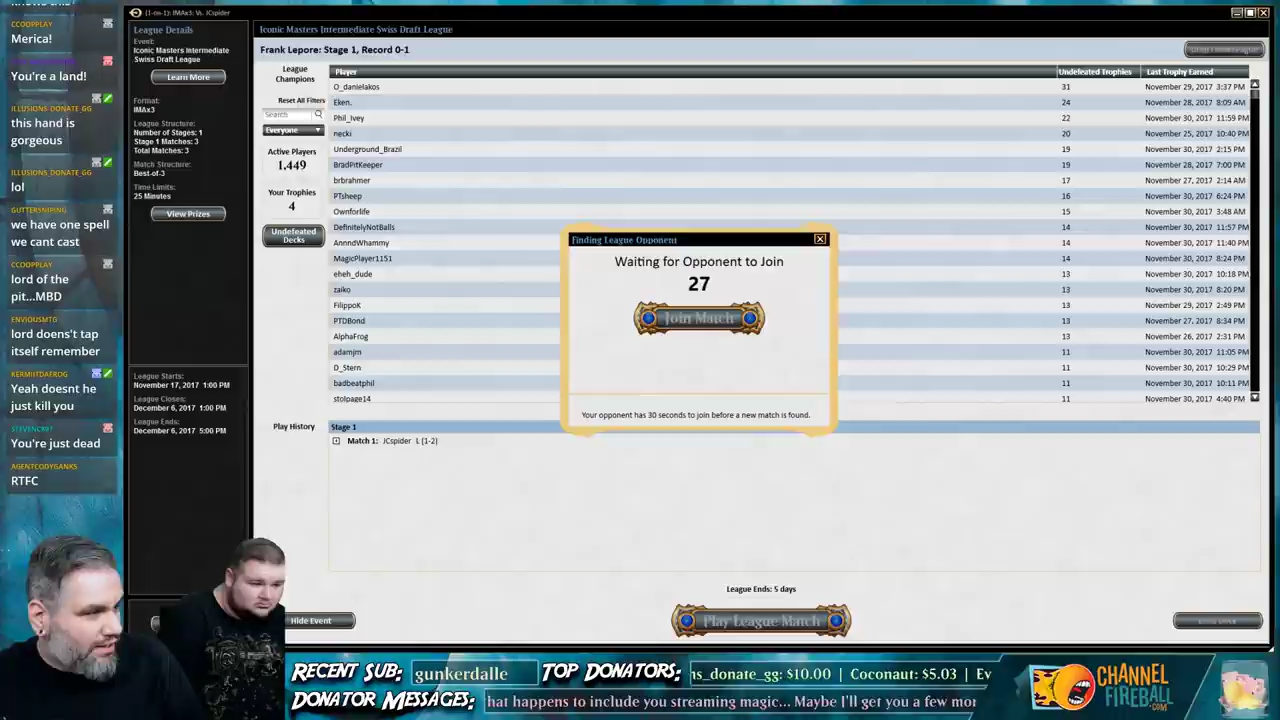 CCOOPPLAY
Merica!
You're a land!
ILLUSIONS_DONATE_GG
this hand is
gorgeous
ILLUSIONS_DONATE_GG
lol
GUTTERSNIPING
we have one spell
we cant cast
CCOOPPLAY
lord of the
pit...MBD
ENVIOUSMTG
lord doens't tap
itself remember
KERMITDAFROG
Yeah doesnt he
just kill you
You're just dead
AGENTCODYGANKS
RTFC
(1-on-1): IMAx3: Vs. JCspider
League Details
Event:
Iconic Masters Intermediate
Swiss Draft League
Learn More
Format:
IMAx3
League Structure:
Number of Stages: 1
Stage 1 Matches: 3
Total Matches: 3
Match Structure:
Best-of-3
Time Limits:
25 Minutes
View Prizes
League Starts:
November 17, 2017 1:00 PM
League Closes:
December 6, 2017 1:00 PM
League Ends:
December 6, 2017 5:00 PM
Iconic Masters Intermediate Swiss Draft League
Frank Lepore: Stage 1, Record 0-1
League
Champions
Reset All Filters
Search
Everyone
Active Players
1,449
Your Trophies
4
Undefeated
Decks
Player Undefeated Trophies Last Trophy Earned
O_danielakos 31 November 29, 2017 3:37 PM
Eken. 24 November 28, 2017 8:09 AM
Phil_Ivey 22 November 30, 2017 11:59 PM
necki 20 November 25, 2017 10:40 PM
Underground_Brazil 19 November 30, 2017 2:15 PM
BradPitKeeper 19 November 28, 2017 7:00 PM
brbrahmer 17 November 27, 2017 2:14 AM
PTsheep 16 November 30, 2017 6:24 PM
Ownforlife 15 November 30, 2017 3:48 AM
DefinitelyNotBalls 14 November 30, 2017 11:57 PM
AnnndWhammy 14 November 30, 2017 11:40 PM
MagicPlayer1151 14 November 30, 2017 8:24 PM
eheh_dude 13 November 30, 2017 10:18 PM
zaiko 13 November 30, 2017 8:20 PM
FilippoK 13 November 29, 2017 2:49 PM
PTDBond 13 November 27, 2017 8:34 PM
AlphaFrog 13 November 26, 2017 2:31 PM
adamjrn 11 November 30, 2017 11:05 PM
D_Stern 11 November 30, 2017 10:29 PM
badbeatphil 11 November 30, 2017 10:11 PM
stolpage14 11 November 30, 2017 4:40 PM
Finding League Opponent
Waiting for Opponent to Join
27
Join Match
Your opponent has 30 seconds to join before a new match is found.
Play History
Stage 1
Match 1: JCspider L (1-2)
League Ends: 5 days
Hide Event
Play League Match
RECENT SUB: gunkerdalle TOP DONATORS: ns_donate_gg: $10.00 | Coconaut: $5.03 | Ev
DONATOR MESSAGES: hat happens to include you streaming magic... Maybe I'll get you a few mor
CHANNEL
FIREBALL
.COM